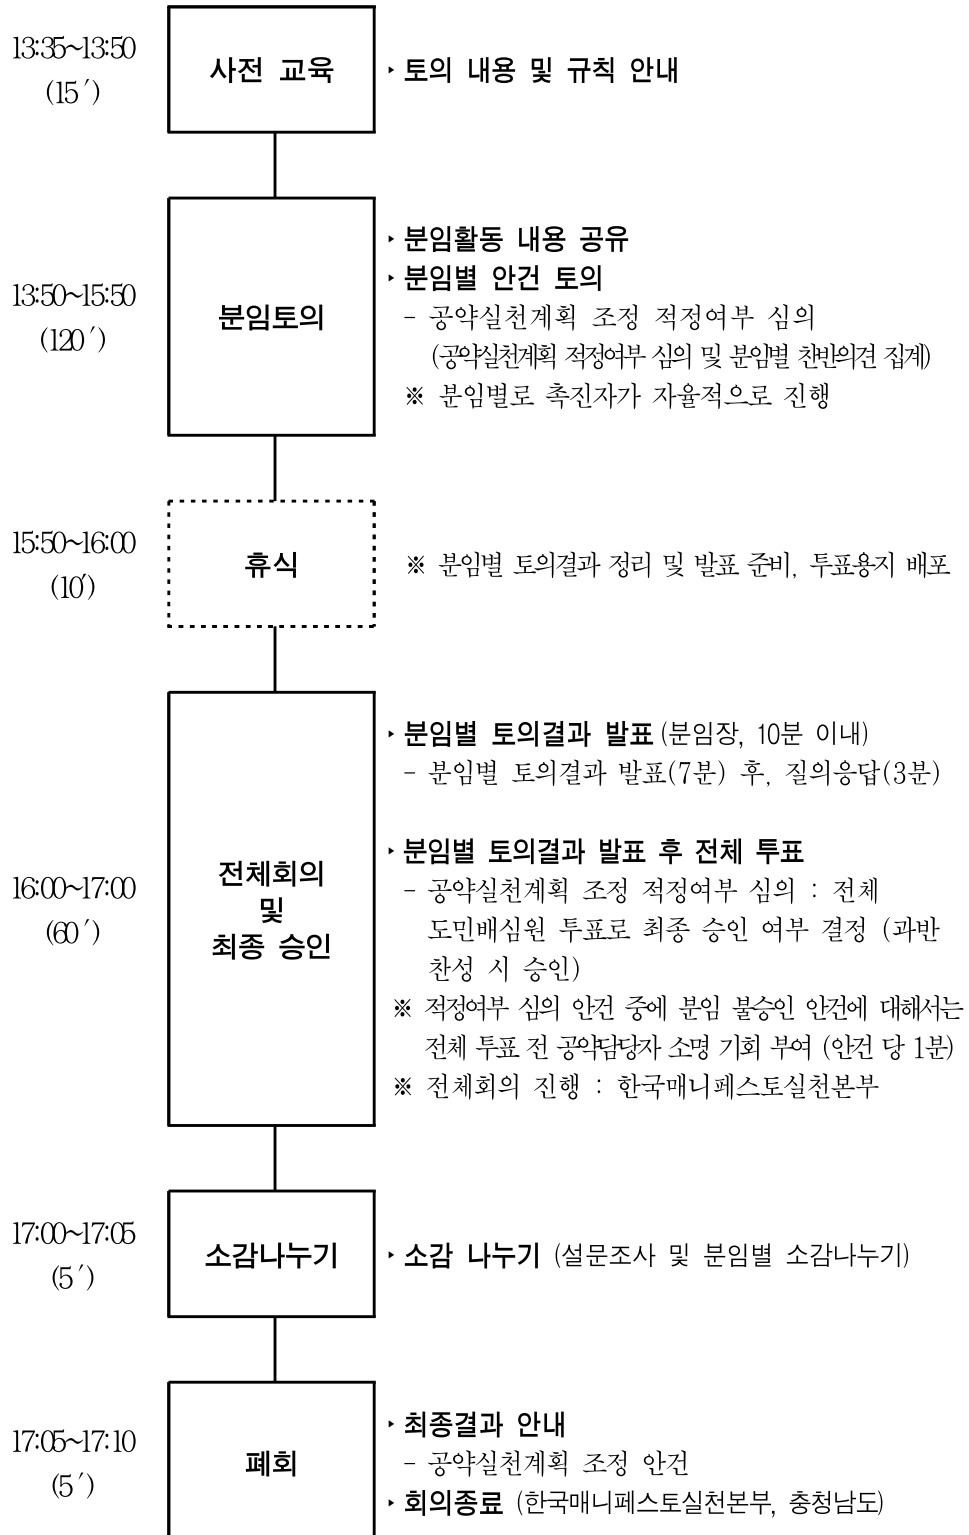 13:35~13:50
(15′)
사전 교육
‣ 토의 내용 및 규칙 안내
13:50~15:50
(120′)
분임토의
‣ 분임활동 내용 공유
‣ 분임별 안건 토의
- 공약실천계획 조정 적정여부 심의
(공약실천계획 적정여부 심의 및 분임별 찬반의견 집계)
※ 분임별로 촉진자가 자율적으로 진행
15:50~16:00
(10′)
휴식
※ 분임별 토의결과 정리 및 발표 준비, 투표용지 배포
16:00~17:00
(60′)
전체회의
및
최종 승인
‣ 분임별 토의결과 발표 (분임장, 10분 이내)
- 분임별 토의결과 발표(7분) 후, 질의응답(3분)
‣ 분임별 토의결과 발표 후 전체 투표
- 공약실천계획 조정 적정여부 심의 : 전체
도민배심원 투표로 최종 승인 여부 결정 (과반
찬성 시 승인)
※ 적정여부 심의 안건 중에 분임 불승인 안건에 대해서는
전체 투표 전 공약담당자 소명 기회 부여 (안건 당 1분)
※ 전체회의 진행 : 한국매니페스토실천본부
17:00~17:05
(5′)
소감나누기
‣ 소감 나누기 (설문조사 및 분임별 소감나누기)
17:05~17:10
(5′)
폐회
‣ 최종결과 안내
- 공약실천계획 조정 안건
‣ 회의종료 (한국매니페스토실천본부, 충청남도)